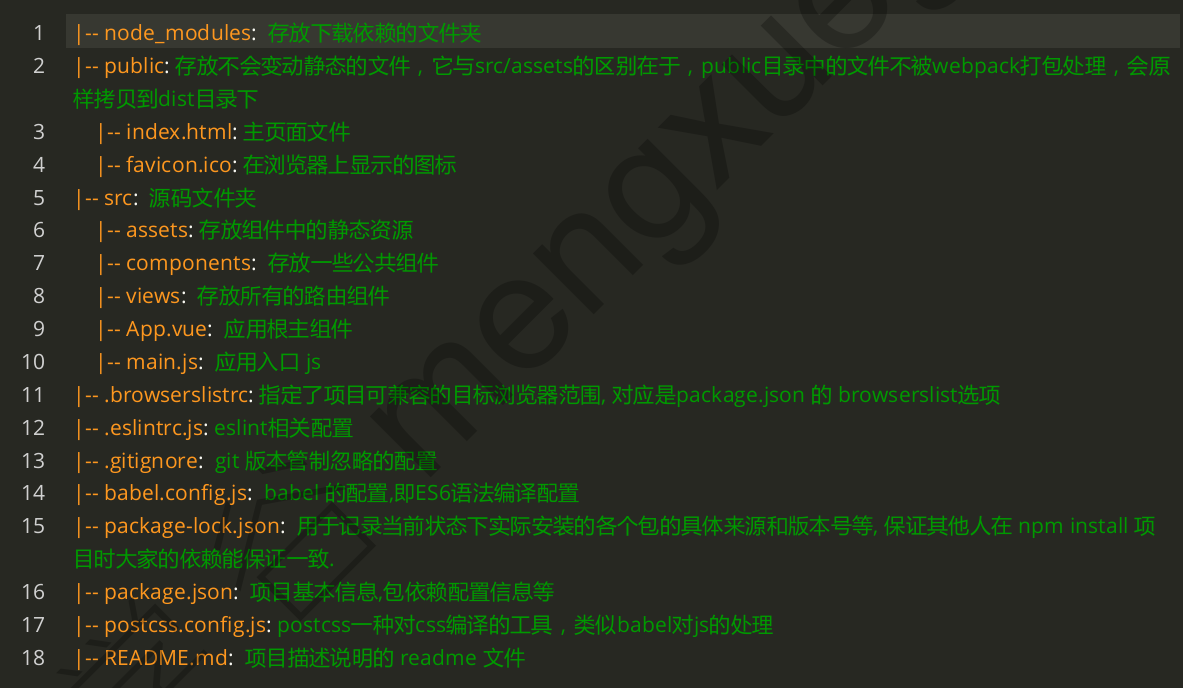 1 |-- node_modules: 存放下载依赖的文件夹
2 |-- public: 存放不会变动静态的文件，它与src/assets的区别在于，public目录中的文件不被webpack打包处理，会原
样拷贝到dist目录下
3 |-- index.html: 主页面文件
4 |-- favicon.ico: 在浏览器上显示的图标
5 |-- src: 源码文件夹
6 |-- assets: 存放组件中的静态资源
7 |-- components: 存放一些公共组件
8 |-- views: 存放所有的路由组件
9 |-- App.vue: 应用根主组件
10 |-- main.js: 应用入口 js
11 |-- .browserslistrc: 指定了项目可兼容的目标浏览器范围, 对应是package.json 的 browserslist选项
12 |-- .eslintrc.js: eslint相关配置
13 |-- .gitignore: git 版本管制忽略的配置
14 |-- babel.config.js: babel 的配置,即ES6语法编译配置
15 |-- package-lock.json: 用于记录当前状态下实际安装的各个包的具体来源和版本号等, 保证其他人在 npm install 项
目时大家的依赖能保证一致.
16 |-- package.json: 项目基本信息,包依赖配置信息等
17 |-- postcss.config.js: postcss一种对css编译的工具，类似babel对js的处理
18 |-- README.md: 项目描述说明的 readme 文件